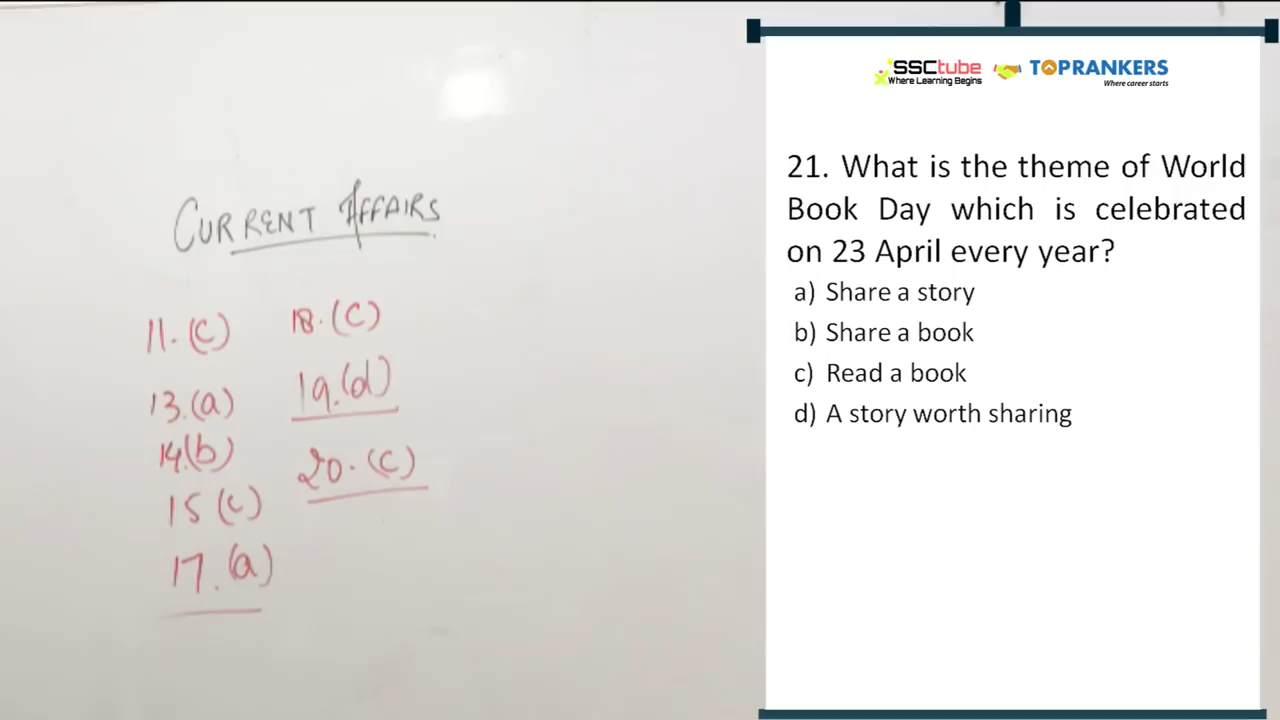 CURRENT AFFAIRS
11. (c)
13. (a)
14 (b)
15 (c)
17. (a)
18. (C)
19. (d)
20. (c)
SSCtube
Where Learning Begins
TOPRANKERS
Where career starts
21. What is the theme of World
Book Day which is celebrated
on 23 April every year?
a) Share a story
b) Share a book
c) Read a book
d) A story worth sharing